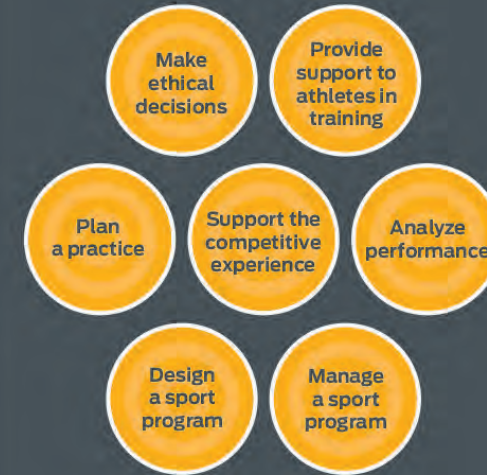 Make
ethical
decisions
Provide
support to
athletes in
training
Plan
a practice
Support the
competitive
experience
Analyze
performance
Design
a sport
program
Manage
a sport
program